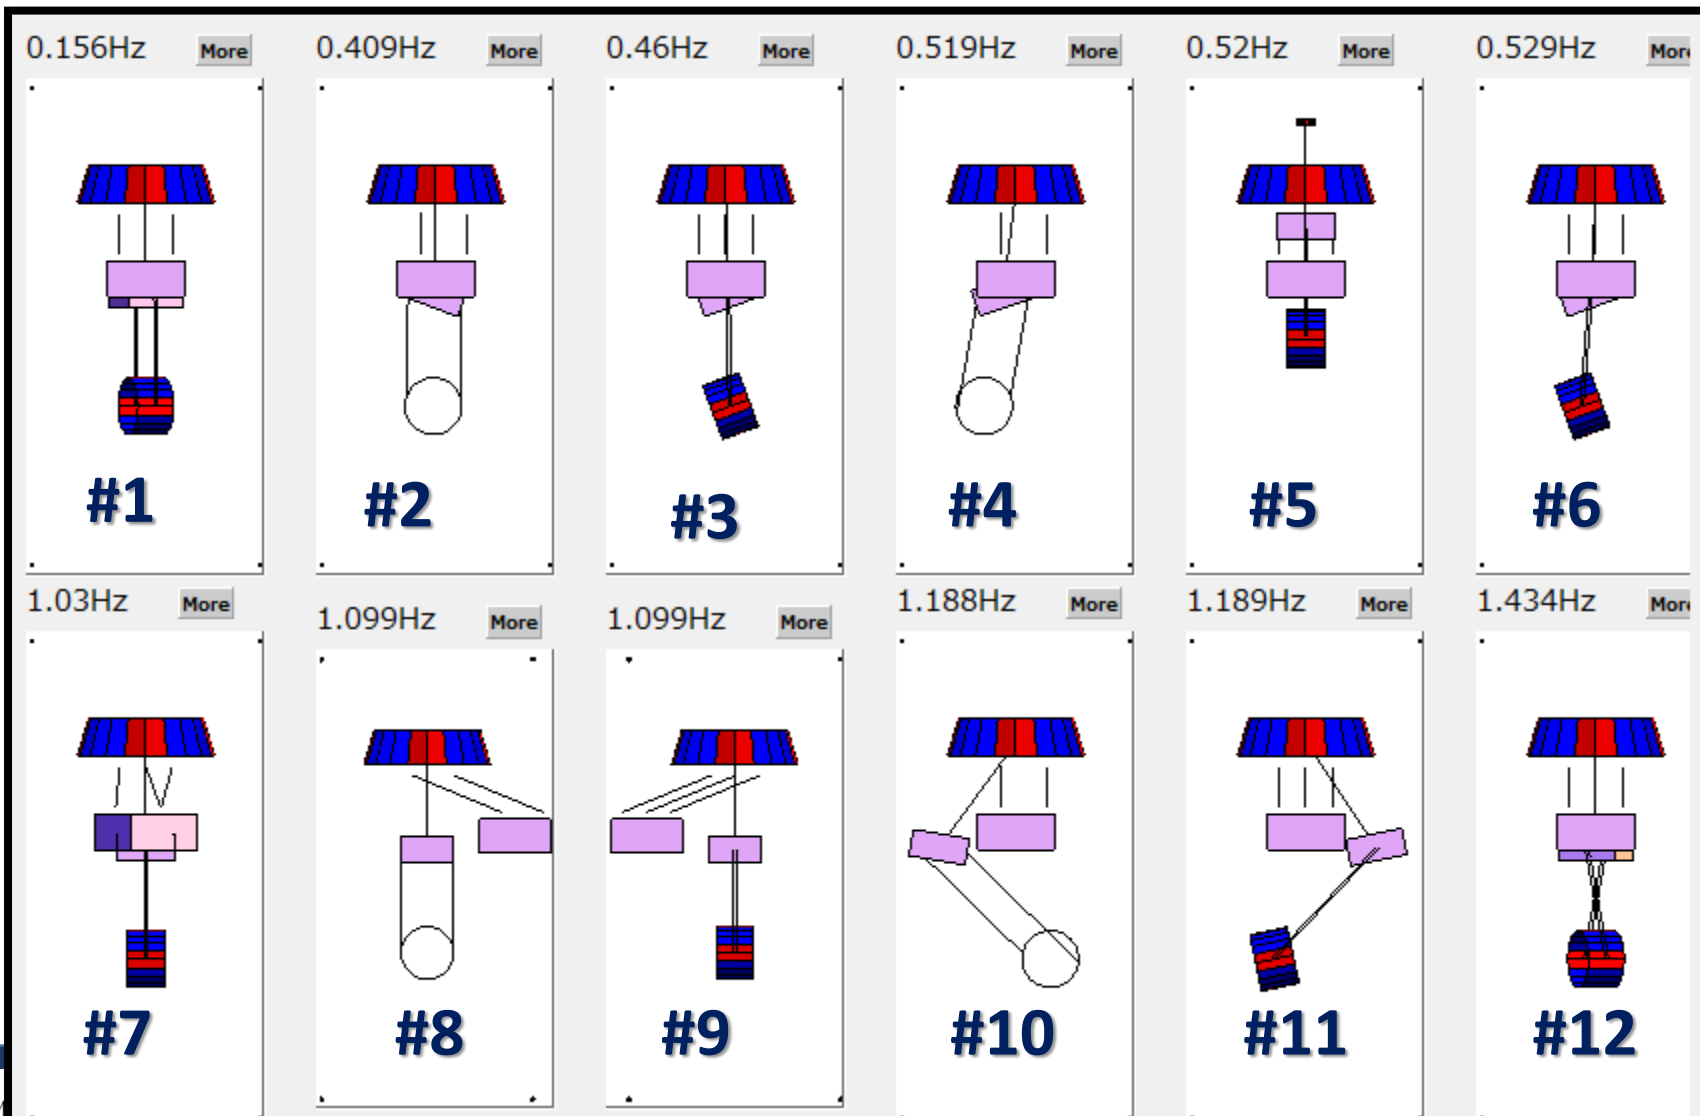 0.156Hz More 0.409Hz More 0.46Hz More 0.519Hz More 0.52Hz More 0.529Hz
#1 #2 #3 #4 #5 #6
1.03Hz More 1.099Hz More 1.099Hz More 1.188Hz More 1.189Hz More 1.434Hz
#7 #8 #9 #10 #11 #12